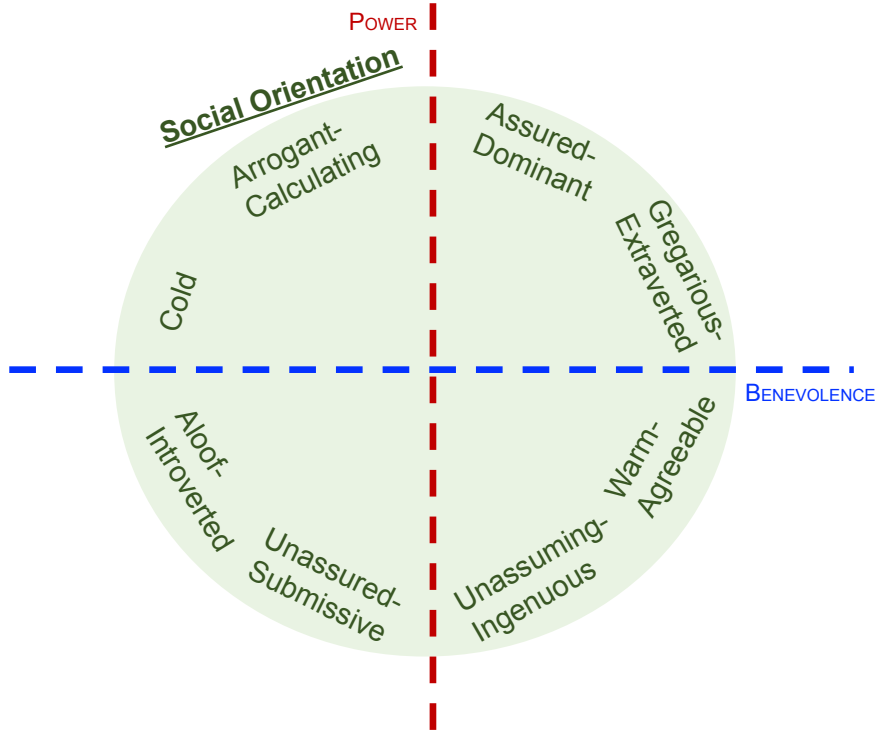 POWER
Social Orientation
Arrogant-
Calculating
Assured-
Dominant
Gregarious-
Extraverted
Cold
BENEVOLENCE
Warm-
Agreeable
Aloof-
Introverted
Unassured-
Submissive
Unassuming-
Ingenuous